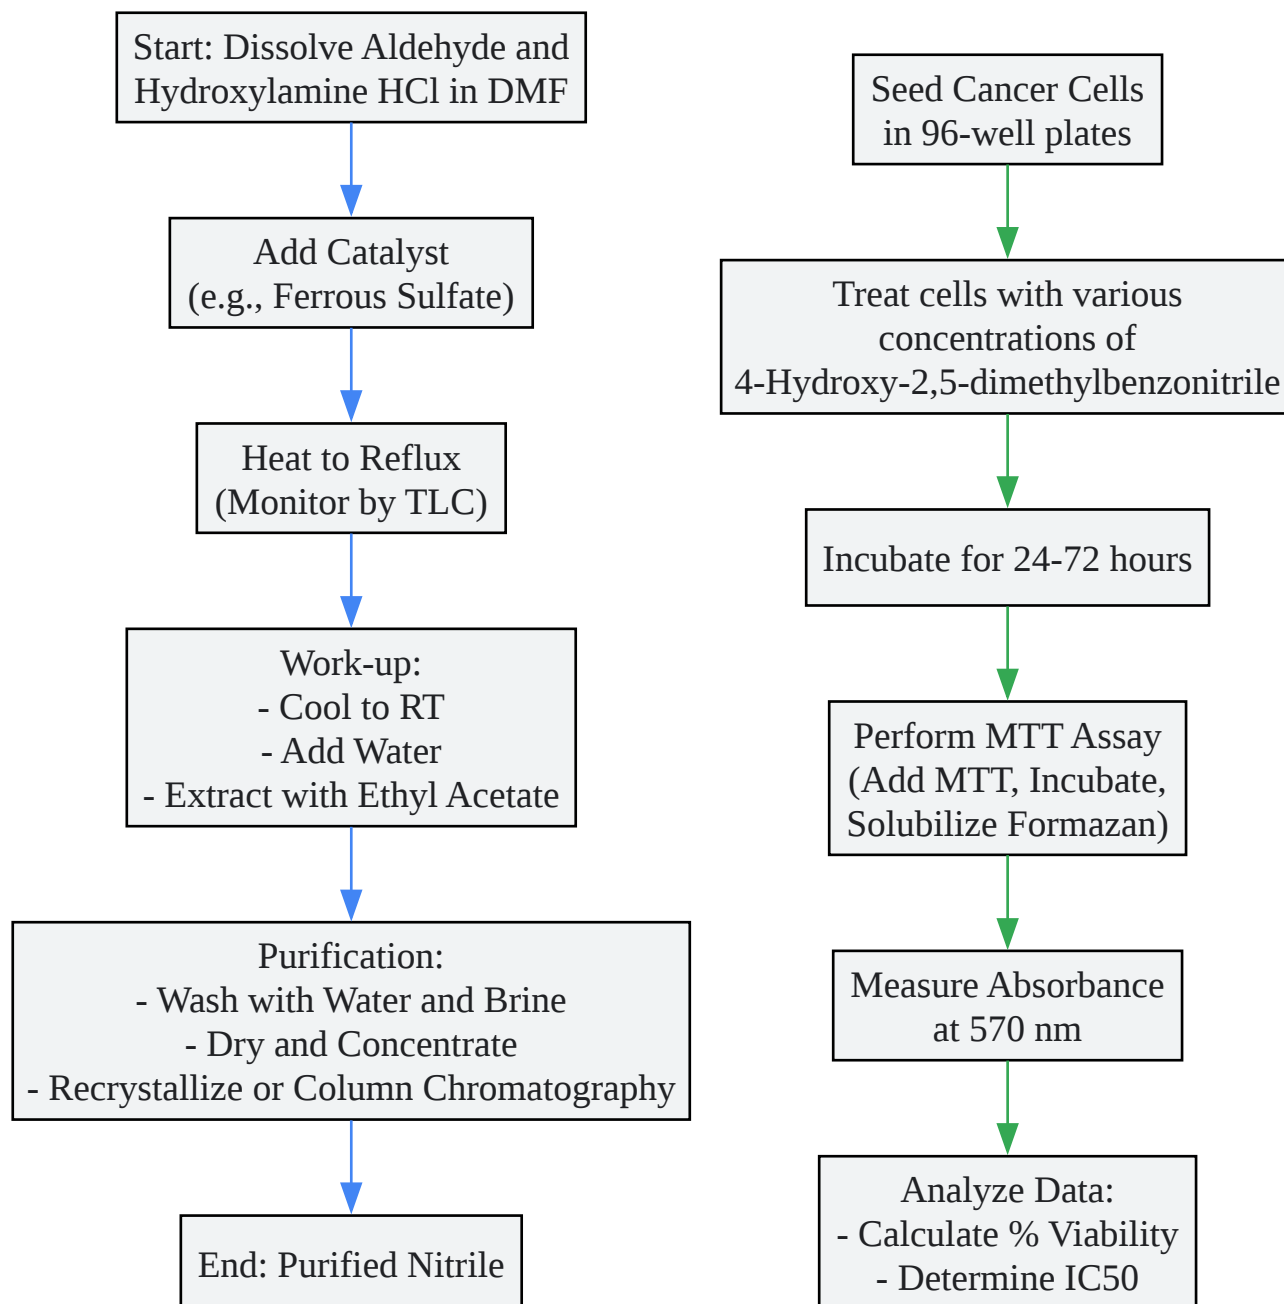 Start: Dissolve Aldehyde and
Hydroxylamine HCl in DMF
Add Catalyst
(e.g., Ferrous Sulfate)
Heat to Reflux
(Monitor by TLC)
Work-up:
- Cool to RT
- Add Water
- Extract with Ethyl Acetate
Purification:
- Wash with Water and Brine
- Dry and Concentrate
- Recrystallize or Column Chromatography
End: Purified Nitrile
Seed Cancer Cells
in 96-well plates
Treat cells with various
concentrations of
4-Hydroxy-2,5-dimethylbenzonitrile
Incubate for 24-72 hours
Perform MTT Assay
(Add MTT, Incubate,
Solubilize Formazan)
Measure Absorbance
at 570 nm
Analyze Data:
- Calculate % Viability
- Determine IC50